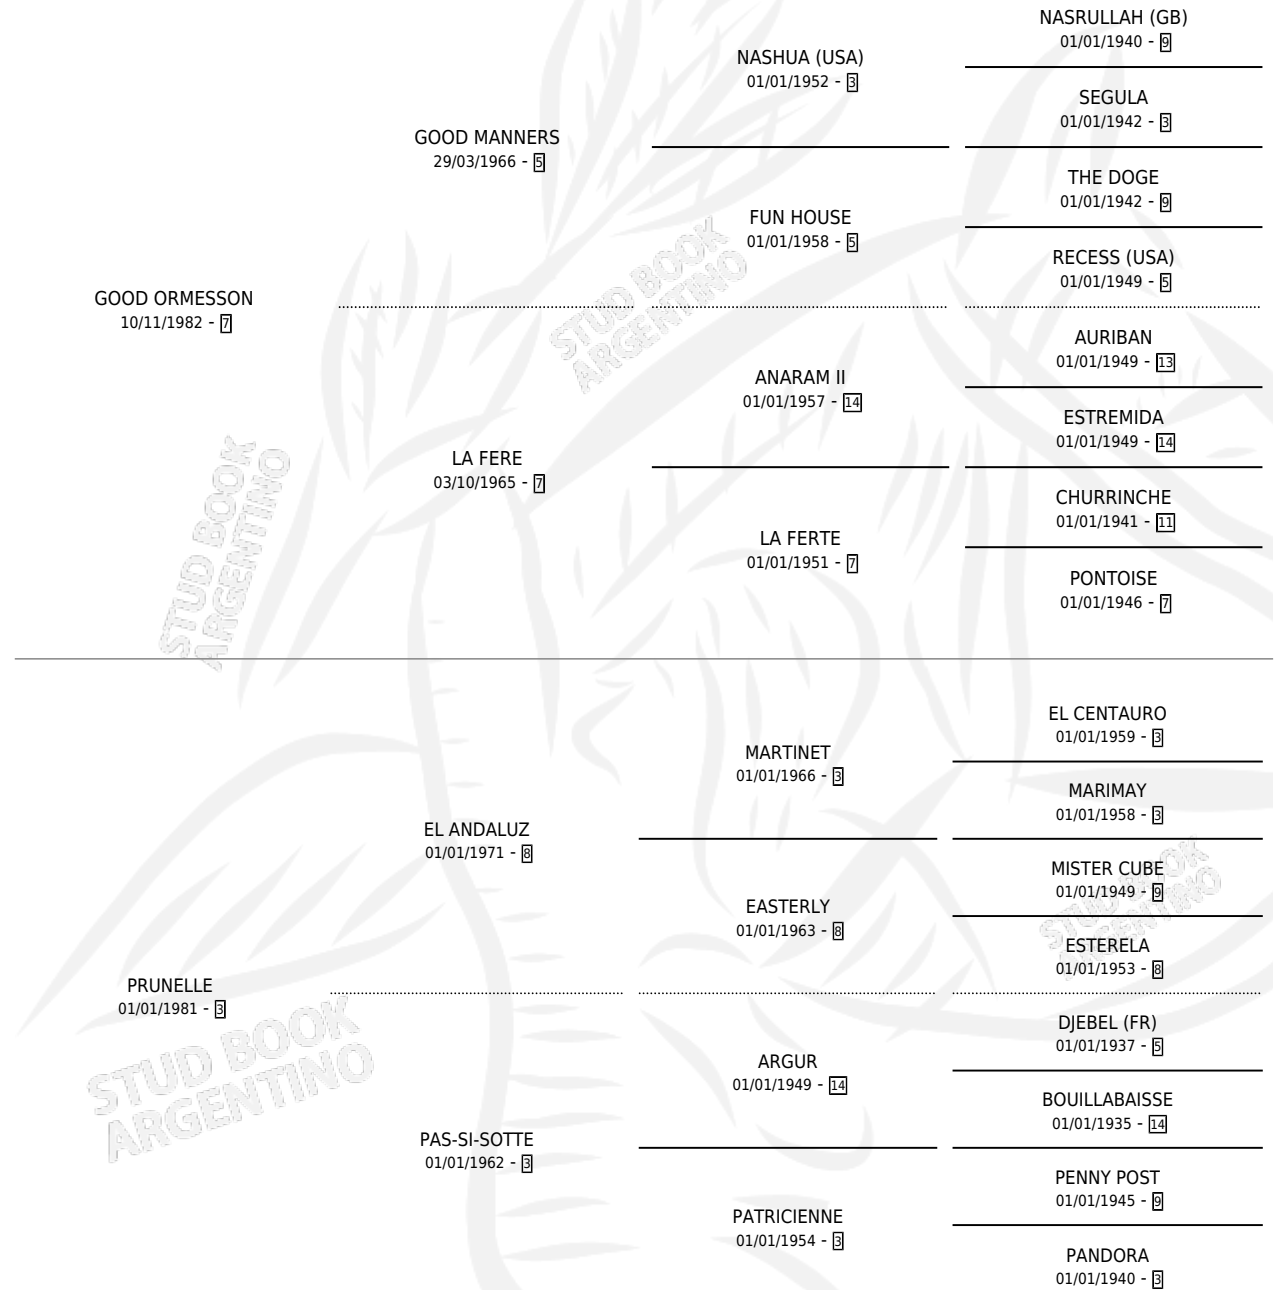 NASRULLAH (GB)
01/01/1940 - 9
NASHUA (USA)
01/01/1952 - 3
SEGULA
01/01/1942 - 3
GOOD MANNERS
29/03/1966 - 5
THE DOGE
01/01/1942 - 9
FUN HOUSE
01/01/1958 - 5
RECESS (USA)
01/01/1949 - 5
GOOD ORMESSON
10/11/1982 - 7
AURIBAN
01/01/1949 - 13
ANARAM II
01/01/1957 - 14
ESTREMIDA
01/01/1949 - 14
LA FERE
03/10/1965 - 7
CHURRINCHE
01/01/1941 - 11
LA FERTE
01/01/1951 - 7
PONTOISE
01/01/1946 - 7
STUD BOOK
ARGENTINO
STUD BOOK
ARGENTINO
EL CENTAURO
01/01/1959 - 3
MARTINET
01/01/1966 - 3
MARIMAY
01/01/1958 - 3
EL ANDALUZ
01/01/1971 - 8
MISTER CUBE
01/01/1949 - 9
EASTERLY
01/01/1963 - 8
ESTERELA
01/01/1953 - 8
PRUNELLE
01/01/1981 - 3
DJEBEL (FR)
01/01/1937 - 5
ARGUR
01/01/1949 - 14
BOUILLABAISSE
01/01/1935 - 14
PAS-SI-SOTTE
01/01/1962 - 3
PENNY POST
01/01/1945 - 9
PATRICIENNE
01/01/1954 - 3
PANDORA
01/01/1940 - 3
STUD BOOK
ARGENTINO
STUD BOOK
ARGENTINO